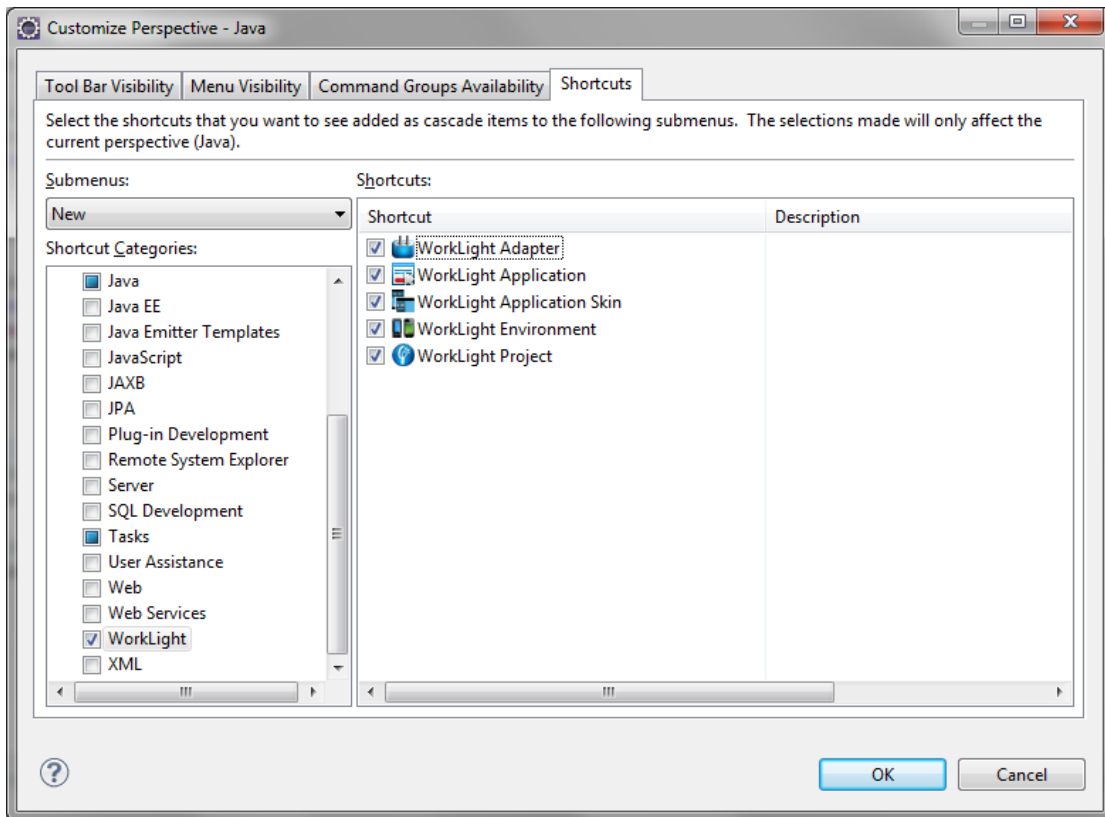 Customize Perspective - Java
Tool Bar Visibility
Menu Visibility
Command Groups Availability
Shortcuts
Select the shortcuts that you want to see added as cascade items to the following submenus.  The selections made will only affect the
current perspective (Java).
Submenus:
New
Shortcut Categories:
Java
Java EE
Java Emitter Templates
JavaScript
JAXB
JPA
Plug-in Development
Remote System Explorer
Server
SQL Development
Tasks
User Assistance
Web
Web Services
WorkLight
XML
Shortcuts:
Shortcut
Description
WorkLight Adapter
WorkLight Application
WorkLight Application Skin
WorkLight Environment
WorkLight Project
OK
Cancel